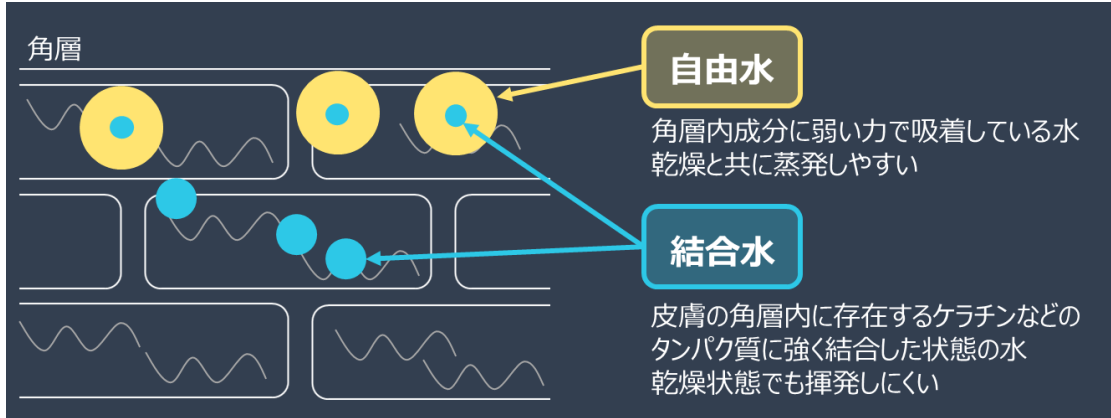 角層
自由水
角層内成分に弱い力で吸着している水
乾燥と共に蒸発しやすい
結合水
皮膚の角層内に存在するケラチンなどの
タンパク質に強く結合した状態の水
乾燥状態でも揮発しにくい